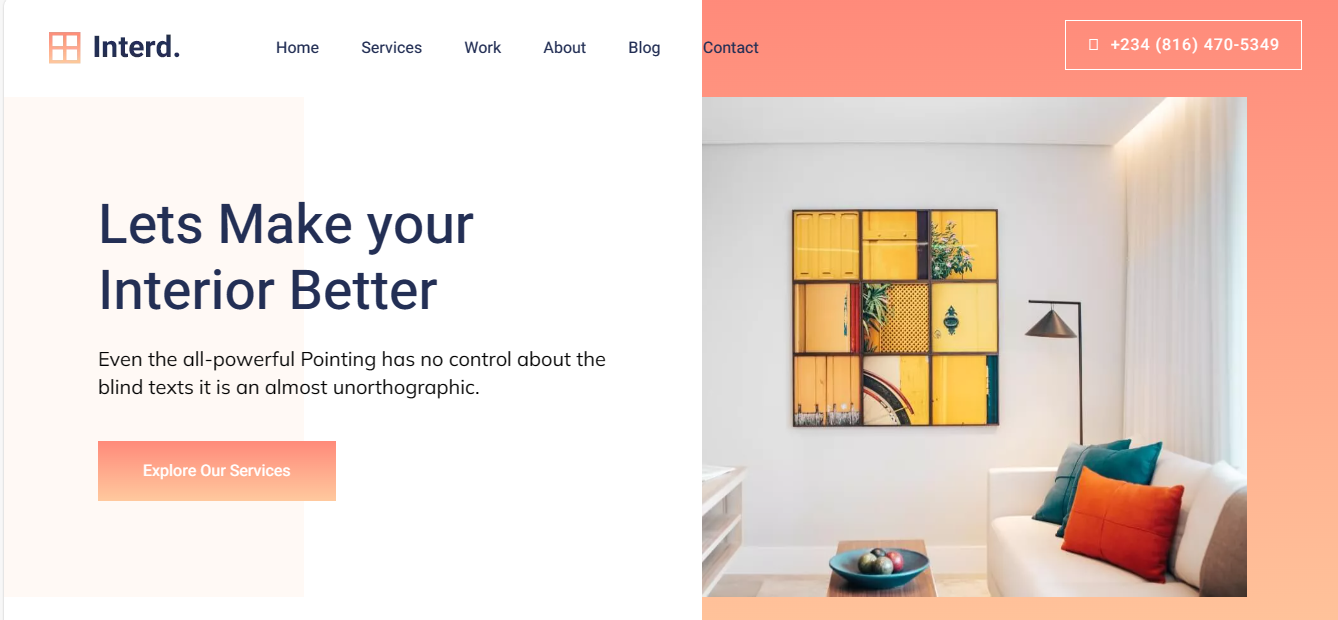 Interd.
Home Services Work About Blog Contact
+234 (816) 470-5349
Lets Make your
Interior Better
Even the all-powerful Pointing has no control about the
blind texts it is an almost unorthographic.
Explore Our Services